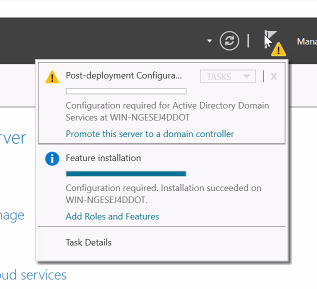 Mana
Post-deployment Configura...
TASKS
X
Configuration required for Active Directory Domain
Services at WIN-NGESEJ4DDOT
Promote this server to a domain controller
Feature installation
Configuration required. Installation succeeded on
WIN-NGESEJ4DDOT.
Add Roles and Features
Task Details
rver
nage
oud services